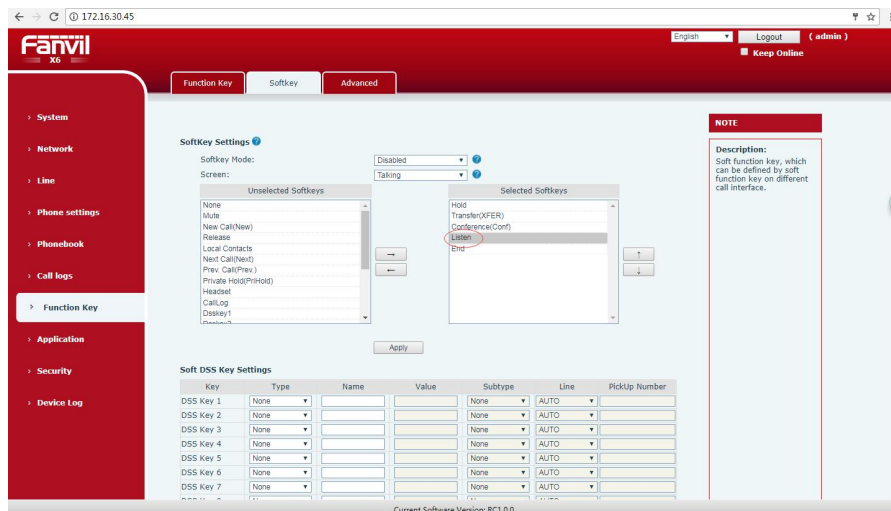 172.16.30.45
Fanvil
X6
English Logout ( admin )
Keep Online
Function Key Softkey Advanced
› System
› Network
› Line
› Phone settings
› Phonebook
› Call logs
› Function Key
› Application
› Security
› Device Log
SoftKey Settings ?
Softkey Mode: Disabled ?
Screen: Talking ?
Unselected Softkeys
None
Mute
New Call(New)
Release
Local Contacts
Next Call(Next)
Prev. Call(Prev.)
Private Hold(PriHold)
Headset
CallLog
Dsskey1
Dsskey2
→
←
Selected Softkeys
Hold
Transfer(XFER)
Conference(Conf)
Listen
End
↑
↓
Apply
Soft DSS Key Settings
Key Type Name Value Subtype Line PickUp Number
DSS Key 1 None None AUTO
DSS Key 2 None None AUTO
DSS Key 3 None None AUTO
DSS Key 4 None None AUTO
DSS Key 5 None None AUTO
DSS Key 6 None None AUTO
DSS Key 7 None None AUTO
NOTE
Description:
Soft function key, which
can be defined by soft
function key on different
call interface.
Current Software Version: RC1.0.0